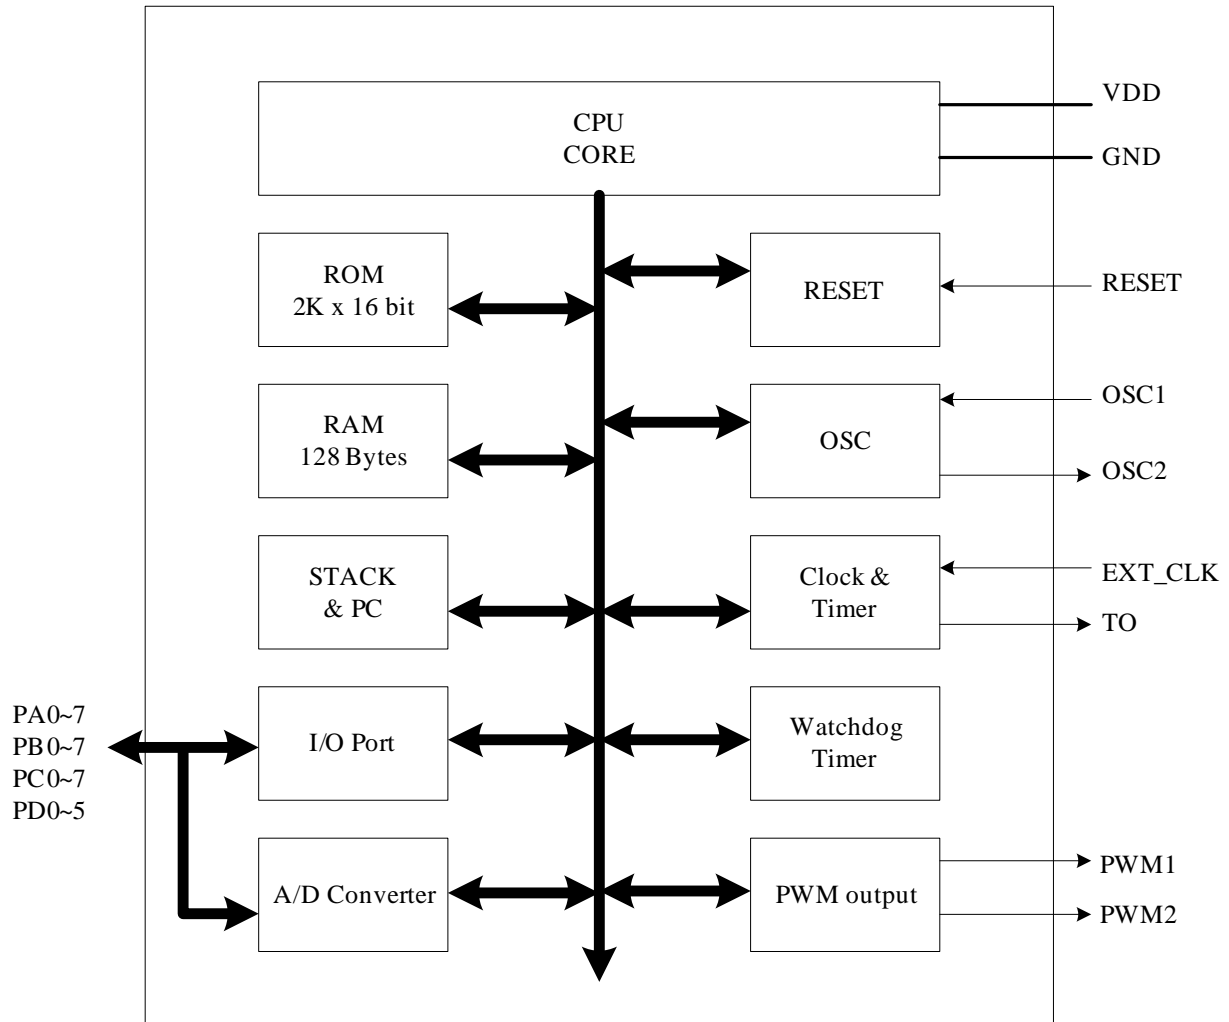 CPU
CORE
VDD
GND
ROM
2K x 16 bit
RESET
RESET
RAM
128 Bytes
OSC
OSC1
OSC2
STACK
& PC
Clock &
Timer
EXT_CLK
TO
PA0~7
PB0~7
PC0~7
PD0~5
I/O Port
Watchdog
Timer
A/D Converter
PWM output
PWM1
PWM2